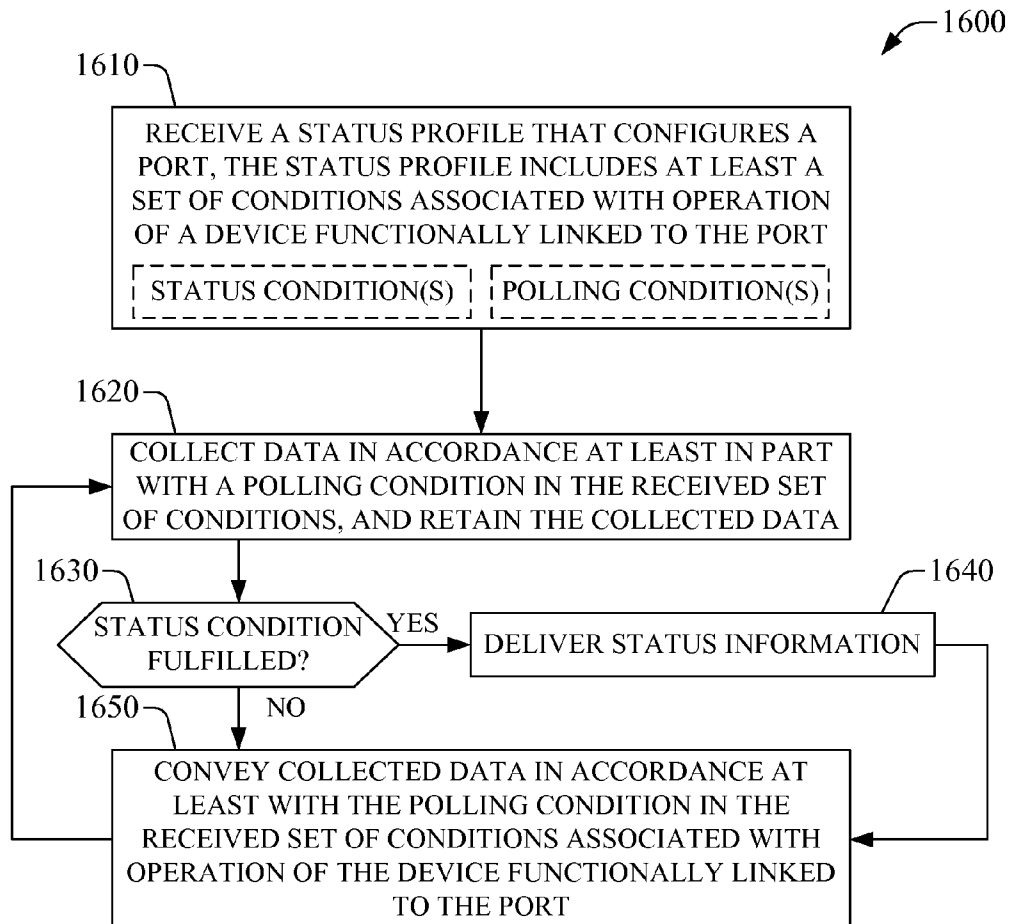 1600
1610
RECEIVE A STATUS PROFILE THAT CONFIGURES A
PORT, THE STATUS PROFILE INCLUDES AT LEAST A
SET OF CONDITIONS ASSOCIATED WITH OPERATION
OF A DEVICE FUNCTIONALLY LINKED TO THE PORT
STATUS CONDITION(S)
POLLING CONDITION(S)
1620
COLLECT DATA IN ACCORDANCE AT LEAST IN PART
WITH A POLLING CONDITION IN THE RECEIVED SET
OF CONDITIONS, AND RETAIN THE COLLECTED DATA
1630
STATUS CONDITION
FULFILLED?
YES
1640
DELIVER STATUS INFORMATION
NO
1650
CONVEY COLLECTED DATA IN ACCORDANCE AT
LEAST WITH THE POLLING CONDITION IN THE
RECEIVED SET OF CONDITIONS ASSOCIATED WITH
OPERATION OF THE DEVICE FUNCTIONALLY LINKED
TO THE PORT